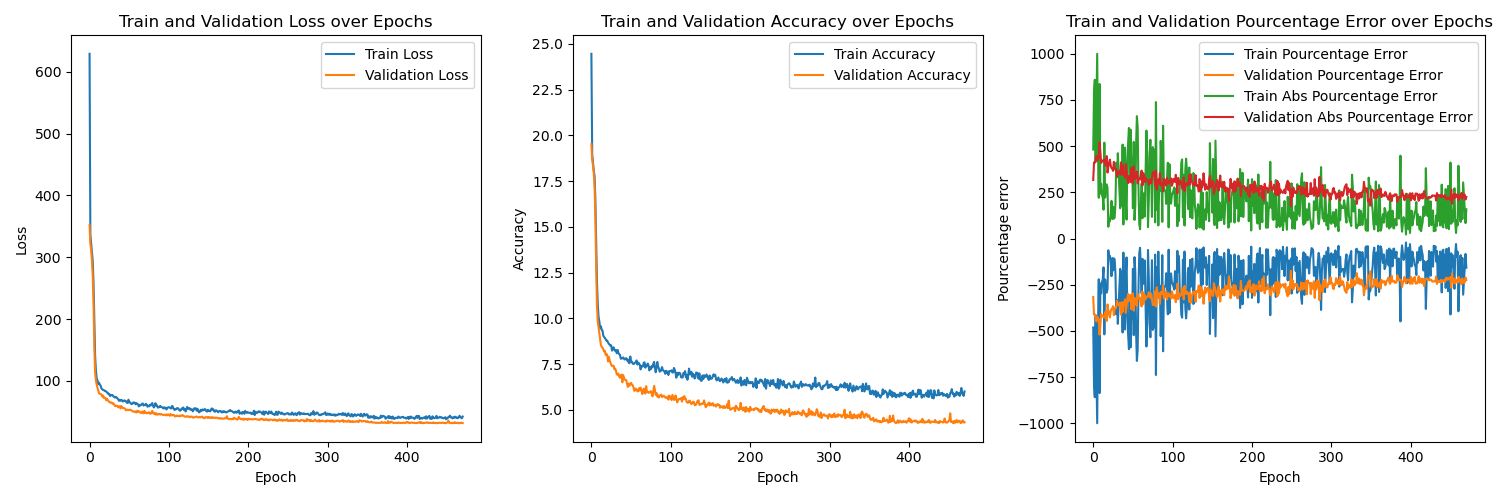 Train and Validation Loss over Epochs
Train Loss
Validation Loss
600
500
400
300
200
100
Loss
0
100
200
300
400
Epoch
Train and Validation Accuracy over Epochs
Train Accuracy
Validation Accuracy
25.0
22.5
20.0
17.5
15.0
12.5
10.0
7.5
5.0
Accuracy
0
100
200
300
400
Epoch
Train and Validation Pourcentage Error over Epochs
Train Pourcentage Error
Validation Pourcentage Error
Train Abs Pourcentage Error
Validation Abs Pourcentage Error
1000
750
500
250
0
−250
−500
−750
−1000
Pourcentage error
0
100
200
300
400
Epoch